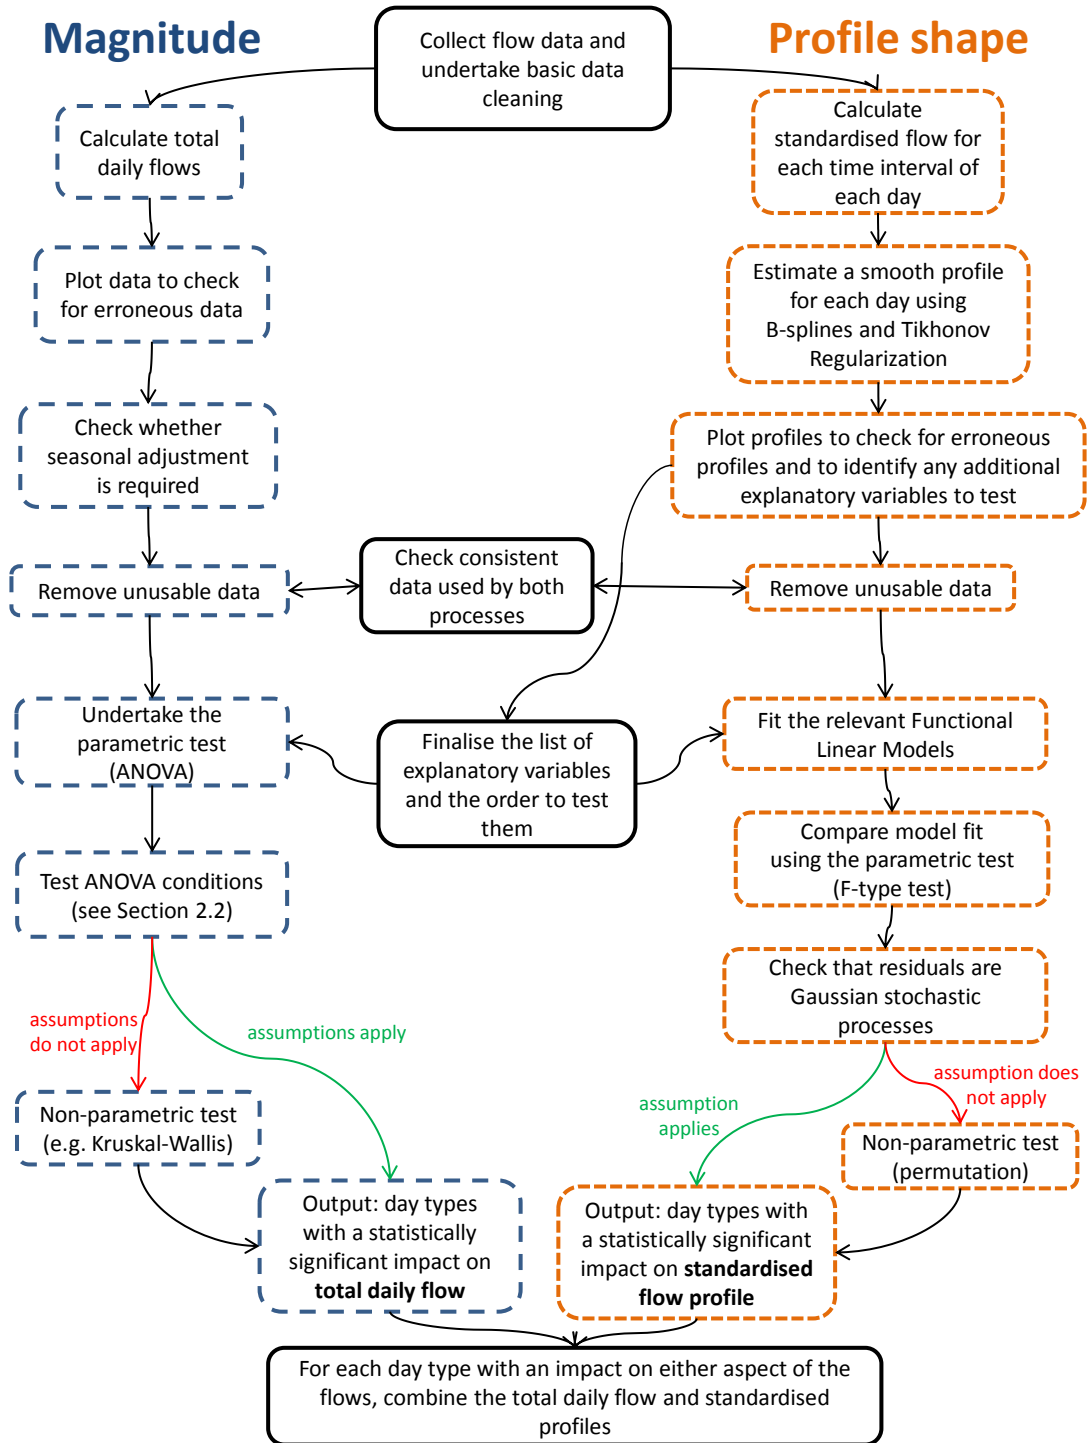 Magnitude
Profile shape
Collect flow data and
undertake basic data
cleaning
Calculate total
daily flows
Calculate
standardised flow for
each time interval of
each day
Plot data to check
for erroneous data
Estimate a smooth profile
for each day using
B-splines and Tikhonov
Regularization
Check whether
seasonal adjustment
is required
Plot profiles to check for erroneous
profiles and to identify any additional
explanatory variables to test
Remove unusable data
Check consistent
data used by both
processes
Remove unusable data
Undertake the
parametric test
(ANOVA)
Finalise the list of
explanatory variables
and the order to test
them
Fit the relevant Functional
Linear Models
Compare model fit
using the parametric test
(F-type test)
Test ANOVA conditions
(see Section 2.2)
Check that residuals are
Gaussian stochastic
processes
assumptions
do not apply
assumptions apply
assumption
applies
assumption does
not apply
Non-parametric test
(e.g. Kruskal-Wallis)
Non-parametric test
(permutation)
Output: day types
with a statistically
significant impact on
total daily flow
Output: day types with
a statistically significant
impact on standardised
flow profile
For each day type with an impact on either aspect of the
flows, combine the total daily flow and standardised
profiles